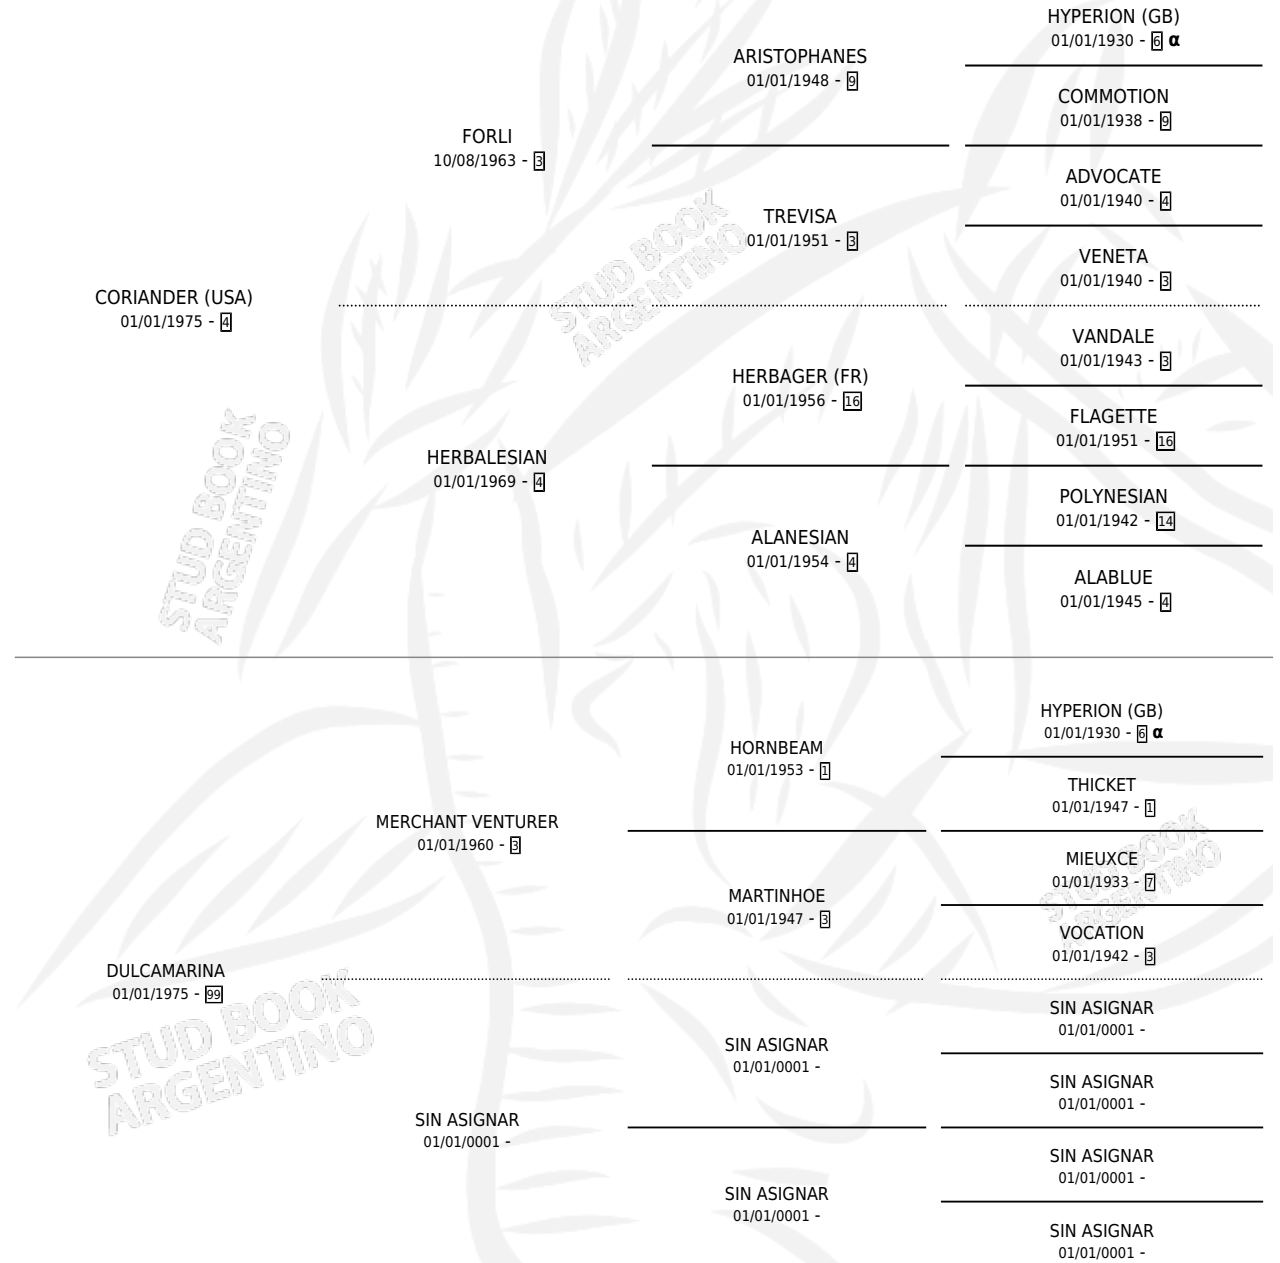 HYPERION (GB)
01/01/1930 - 6 α
ARISTOPHANES
01/01/1948 - 9
COMMOTION
01/01/1938 - 9
FORLI
10/08/1963 - 3
ADVOCATE
01/01/1940 - 4
TREVISA
01/01/1951 - 3
VENETA
01/01/1940 - 3
CORIANDER (USA)
01/01/1975 - 4
VANDALE
01/01/1943 - 3
HERBAGER (FR)
01/01/1956 - 16
FLAGETTE
01/01/1951 - 16
HERBALESIAN
01/01/1969 - 4
POLYNESIAN
01/01/1942 - 14
ALANESIAN
01/01/1954 - 4
ALABLUE
01/01/1945 - 4
HYPERION (GB)
01/01/1930 - 6 α
HORNBEAM
01/01/1953 - 1
THICKET
01/01/1947 - 1
MERCHANT VENTURER
01/01/1960 - 3
MIEUXCE
01/01/1933 - 7
MARTINHOE
01/01/1947 - 3
VOCATION
01/01/1942 - 3
DULCAMARINA
01/01/1975 - 99
SIN ASIGNAR
01/01/0001 -
SIN ASIGNAR
01/01/0001 -
SIN ASIGNAR
01/01/0001 -
SIN ASIGNAR
01/01/0001 -
SIN ASIGNAR
01/01/0001 -
SIN ASIGNAR
01/01/0001 -
SIN ASIGNAR
01/01/0001 -
STUD BOOK
ARGENTINO
STUD BOOK
ARGENTINO
STUD BOOK
ARGENTINO
STUD BOOK
ARGENTINO